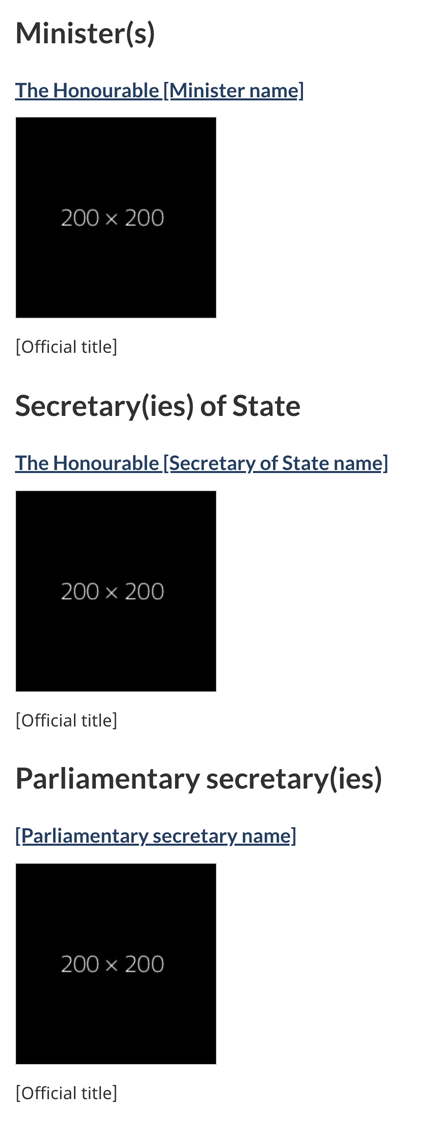 Minister(s)
The Honourable [Minister name]
200 × 200
[Official title]
Secretary(ies) of State
The Honourable [Secretary of State name]
200 × 200
[Official title]
Parliamentary secretary(ies)
[Parliamentary secretary name]
200 × 200
[Official title]